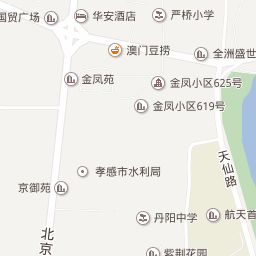 国贸广场
华安酒店
严桥小学
澳门豆捞
全洲盛世
金凤苑
金凤小区625号
金凤小区619号
天仙路
孝感市水利局
京御苑
北京
丹阳中学
航天首
紫荆花园